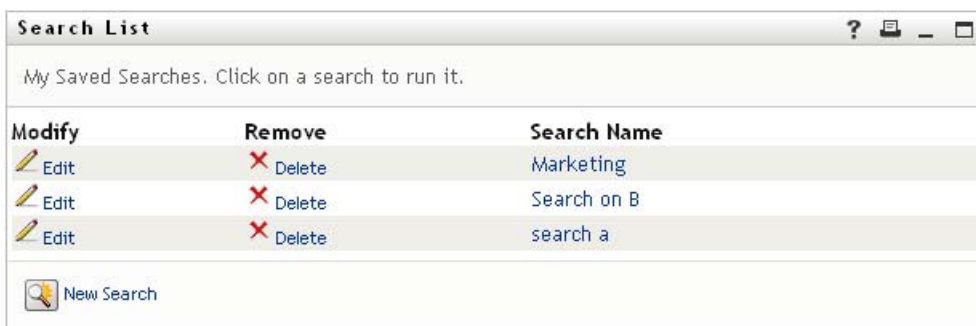 Search List ?
My Saved Searches. Click on a search to run it.
Modify Remove Search Name
Edit Delete Marketing
Edit Delete Search on B
Edit Delete search a
New Search